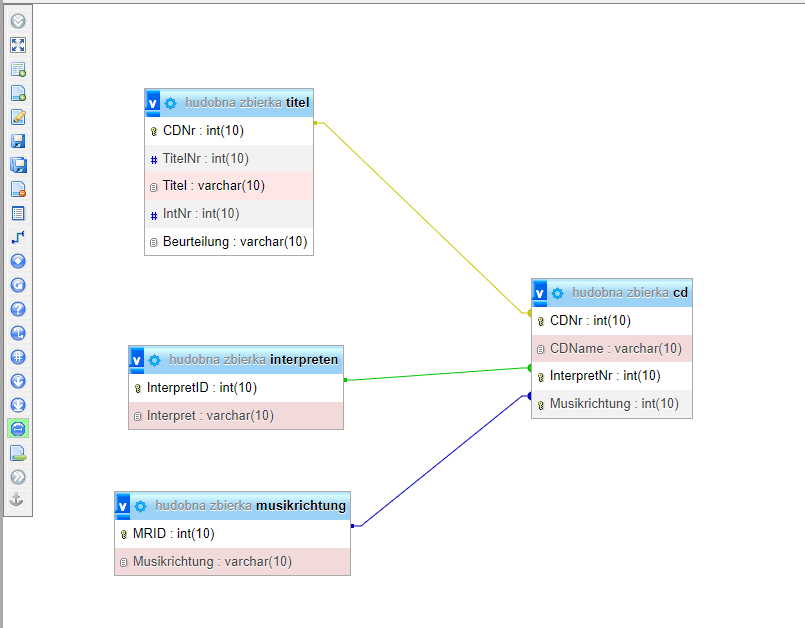 v hudobna zbierka titel
CDNr : int(10)
# TitelNr : int(10)
Titel : varchar(10)
# IntNr : int(10)
Beurteilung : varchar(10)
v hudobna zbierka cd
CDNr : int(10)
CDName : varchar(10)
InterpretNr : int(10)
Musikrichtung : int(10)
v hudobna zbierka interpreten
InterpretID : int(10)
Interpret : varchar(10)
v hudobna zbierka musikrichtung
MRID : int(10)
Musikrichtung : varchar(10)